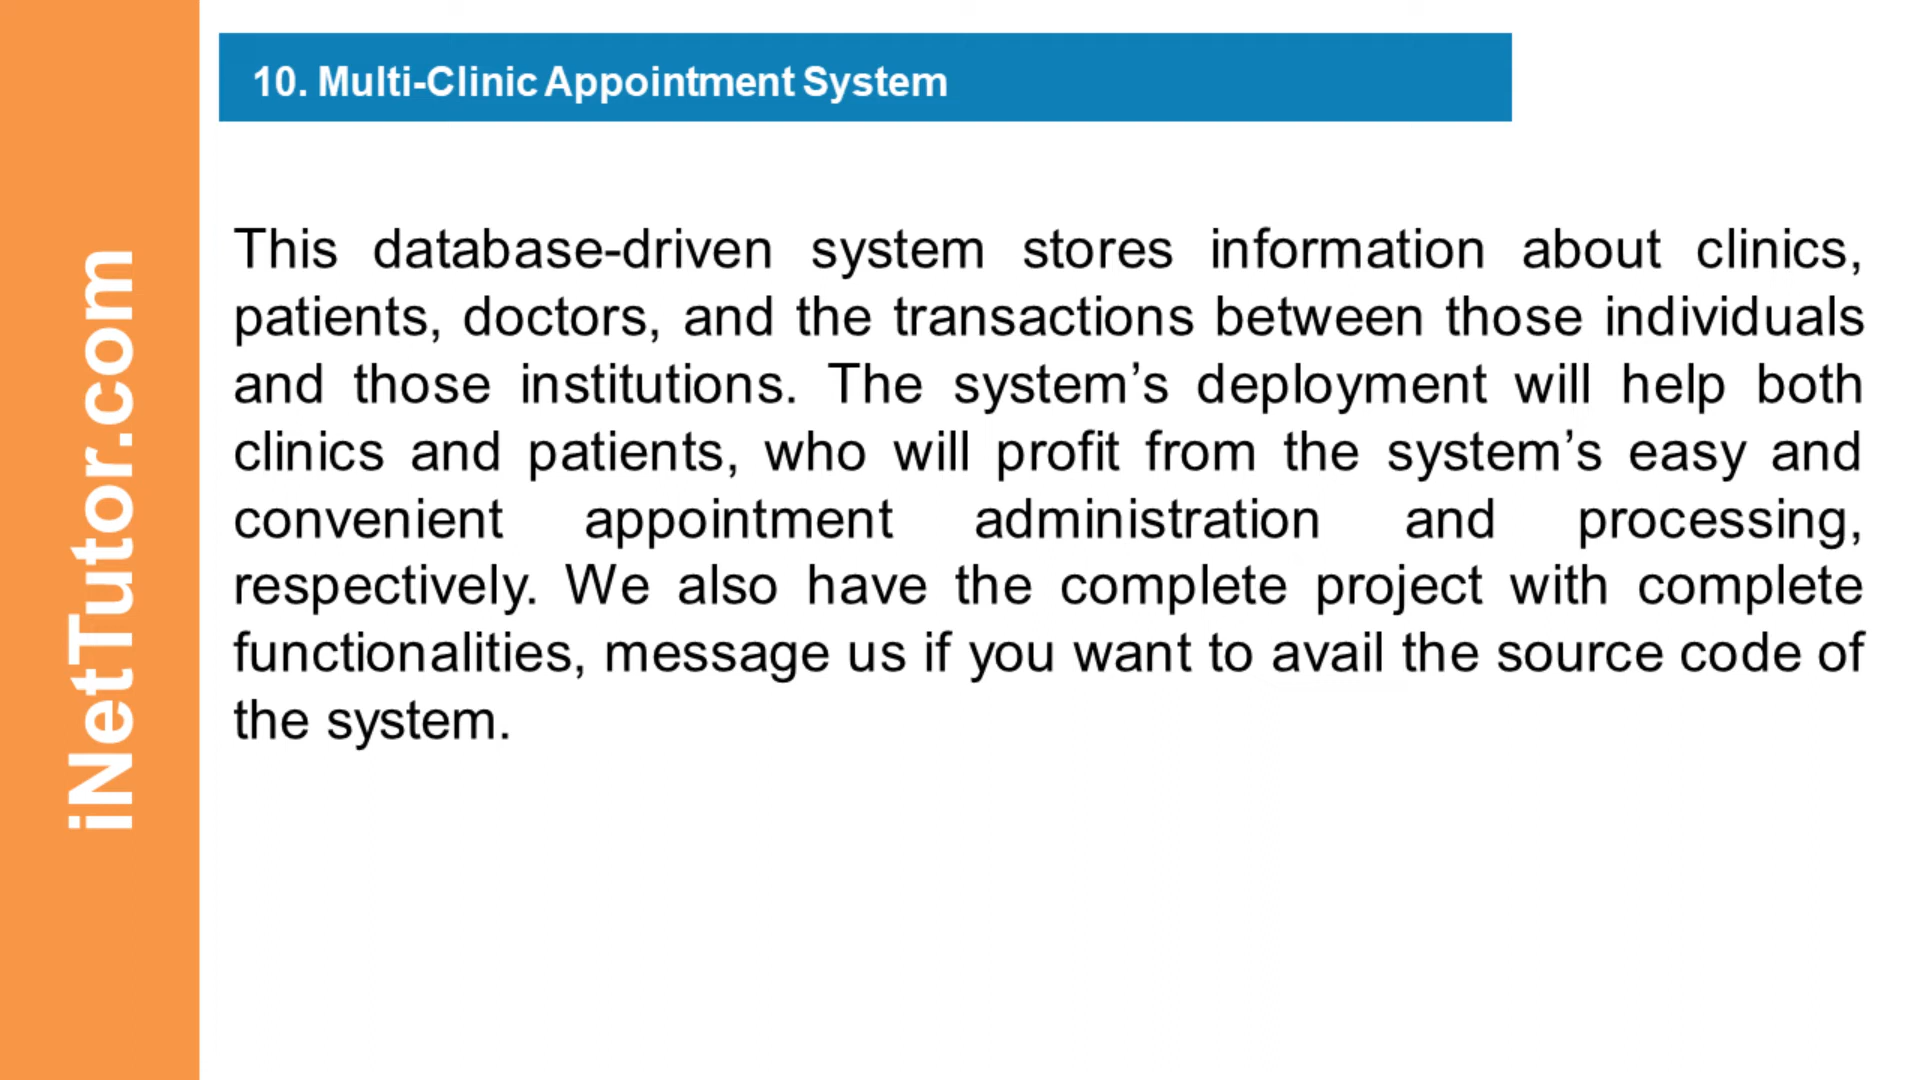 10. Multi-Clinic Appointment System
This database-driven system stores information about clinics,
patients, doctors, and the transactions between those individuals
and those institutions. The system’s deployment will help both
clinics and patients, who will profit from the system’s easy and
convenient appointment administration and processing,
respectively. We also have the complete project with complete
functionalities, message us if you want to avail the source code of
the system.
iNetTutor.com